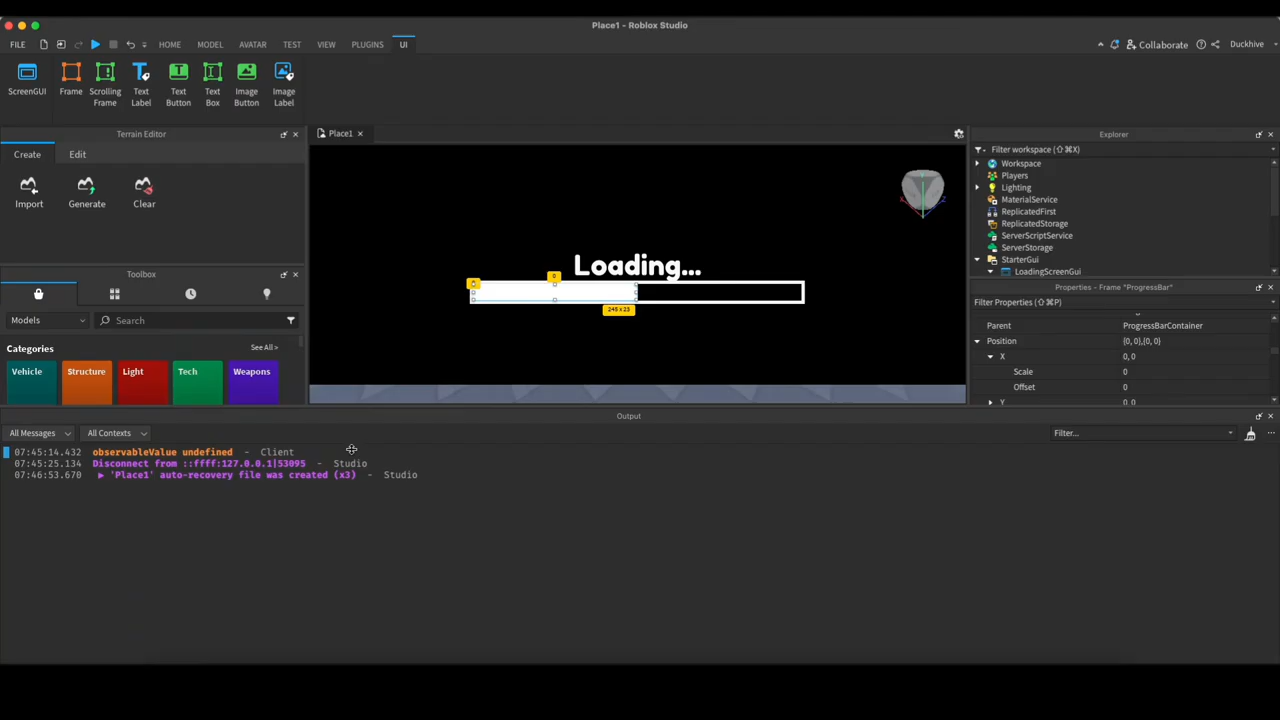 Place1 - Roblox Studio
FILE HOME MODEL AVATAR TEST VIEW PLUGINS UI Collaborate Duckhive
ScreenGUI Frame Scrolling Frame Text Label Text Button Text Box Image Button Image Label
Terrain Editor
Create Edit
Import Generate Clear
Toolbox
Models Search
Categories See All >
Vehicle Structure Light Tech Weapons
Place1
Loading...
0
245 x 23
Explorer
Filter workspace (⇧⌘X)
Workspace
Players
Lighting
MaterialService
ReplicatedFirst
ReplicatedStorage
ServerScriptService
ServerStorage
StarterGui
LoadingScreenGui
Properties - Frame "ProgressBar"
Filter Properties (⇧⌘P)
Parent ProgressBarContainer
Position {0, 0},{0, 0}
X 0, 0
Scale 0
Offset 0
Y 0, 0
Output
All Messages All Contexts Filter...
07:45:14.432 observableValue undefined - Client
07:45:25.134 Disconnect from ::ffff:127.0.0.1|53095 - Studio
07:46:53.670 ▶ 'Place1' auto-recovery file was created (x3) - Studio